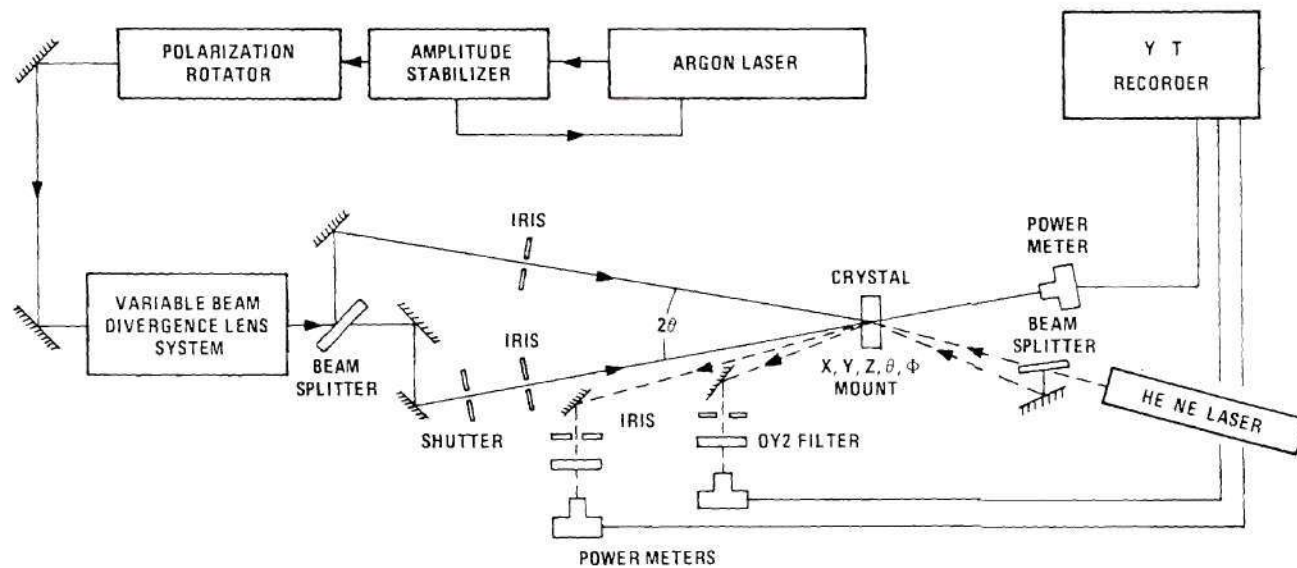 POLARIZATION
ROTATOR
AMPLITUDE
STABILIZER
ARGON LASER
Y T
RECORDER
IRIS
POWER
METER
CRYSTAL
VARIABLE BEAM
DIVERGENCE LENS
SYSTEM
BEAM
SPLITTER
2θ
IRIS
BEAM
SPLITTER
X, Y, Z, θ, Φ
MOUNT
HE NE LASER
SHUTTER
IRIS
OY2 FILTER
POWER METERS